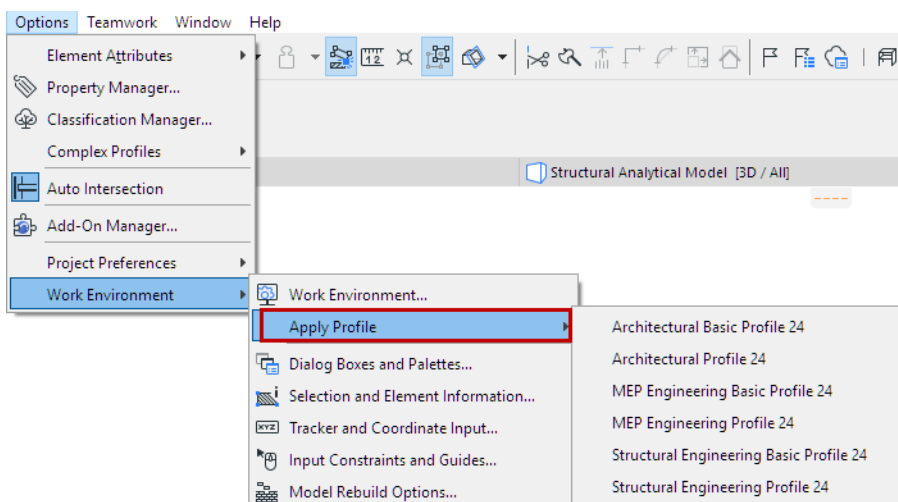 Options Teamwork Window Help
Element Attributes
12
Property Manager...
Classification Manager...
Complex Profiles
Structural Analytical Model [3D / All]
Auto Intersection
Add-On Manager...
Project Preferences
Work Environment
Work Environment...
Apply Profile
Architectural Basic Profile 24
Architectural Profile 24
Dialog Boxes and Palettes...
MEP Engineering Basic Profile 24
Selection and Element Information...
MEP Engineering Profile 24
XYZ Tracker and Coordinate Input...
Structural Engineering Basic Profile 24
Input Constraints and Guides...
Structural Engineering Profile 24
Model Rebuild Options...